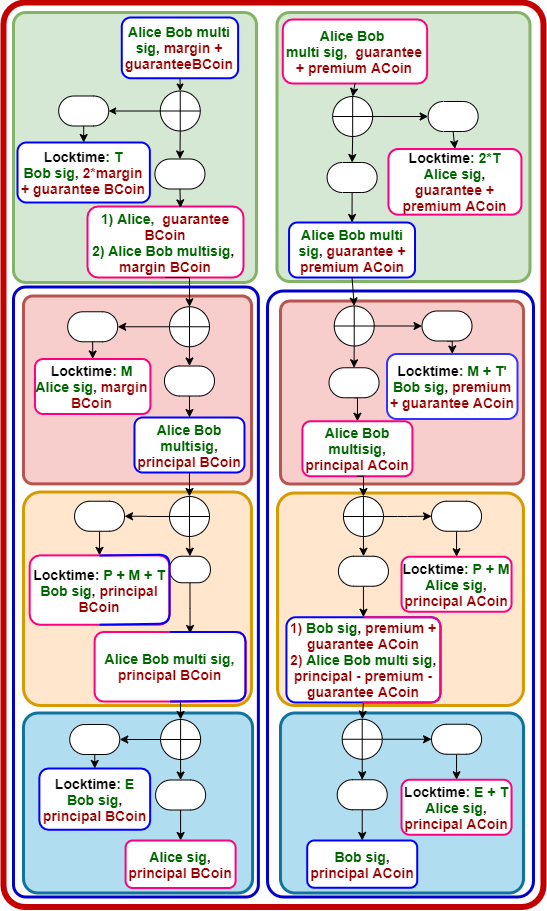 Alice Bob multi
sig, margin +
guaranteeBCoin
Locktime: T
Bob sig, 2*margin
+ guarantee BCoin
1) Alice, guarantee
BCoin
2) Alice Bob multisig,
margin BCoin
Alice Bob
multi sig, guarantee
+ premium ACoin
Locktime: 2*T
Alice sig,
guarantee +
premium ACoin
Alice Bob multi
sig, guarantee +
premium ACoin
Locktime: M
Alice sig, margin
BCoin
Alice Bob
multisig,
principal BCoin
Locktime: M + T'
Bob sig, premium
+ guarantee ACoin
Alice Bob
multisig,
principal ACoin
Locktime: P + M + T
Bob sig, principal
BCoin
Alice Bob multi sig,
principal BCoin
Locktime: P + M
Alice sig,
principal ACoin
1) Bob sig, premium +
guarantee ACoin
2) Alice Bob multi sig,
principal - premium -
guarantee ACoin
Locktime: E
Bob sig,
principal BCoin
Alice sig,
principal BCoin
Locktime: E + T
Alice sig,
principal ACoin
Bob sig,
principal ACoin